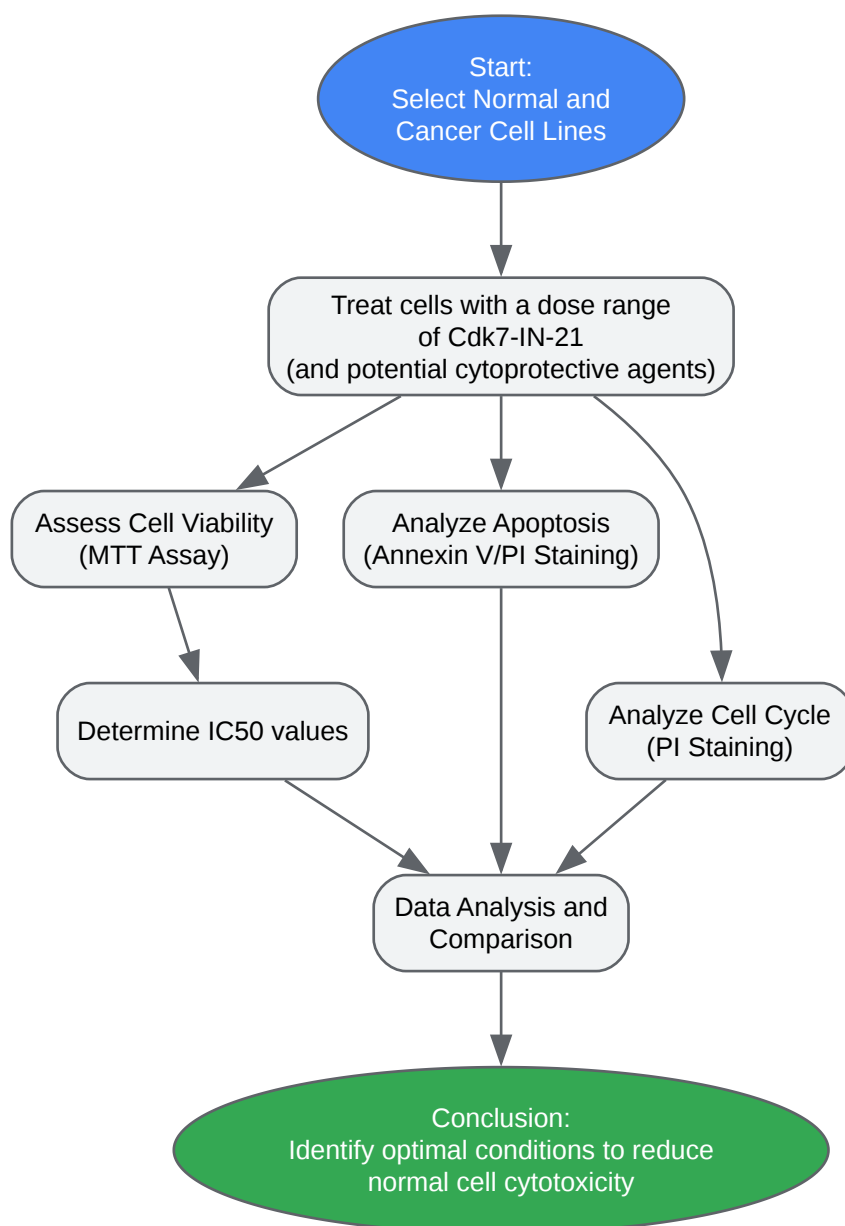 Start:
Select Normal and
Cancer Cell Lines
Treat cells with a dose range
of Cdk7-IN-21
(and potential cytoprotective agents)
Assess Cell Viability
(MTT Assay)
Analyze Apoptosis
(Annexin V/PI Staining)
Determine IC50 values
Analyze Cell Cycle
(PI Staining)
Data Analysis and
Comparison
Conclusion:
Identify optimal conditions to reduce
normal cell cytotoxicity